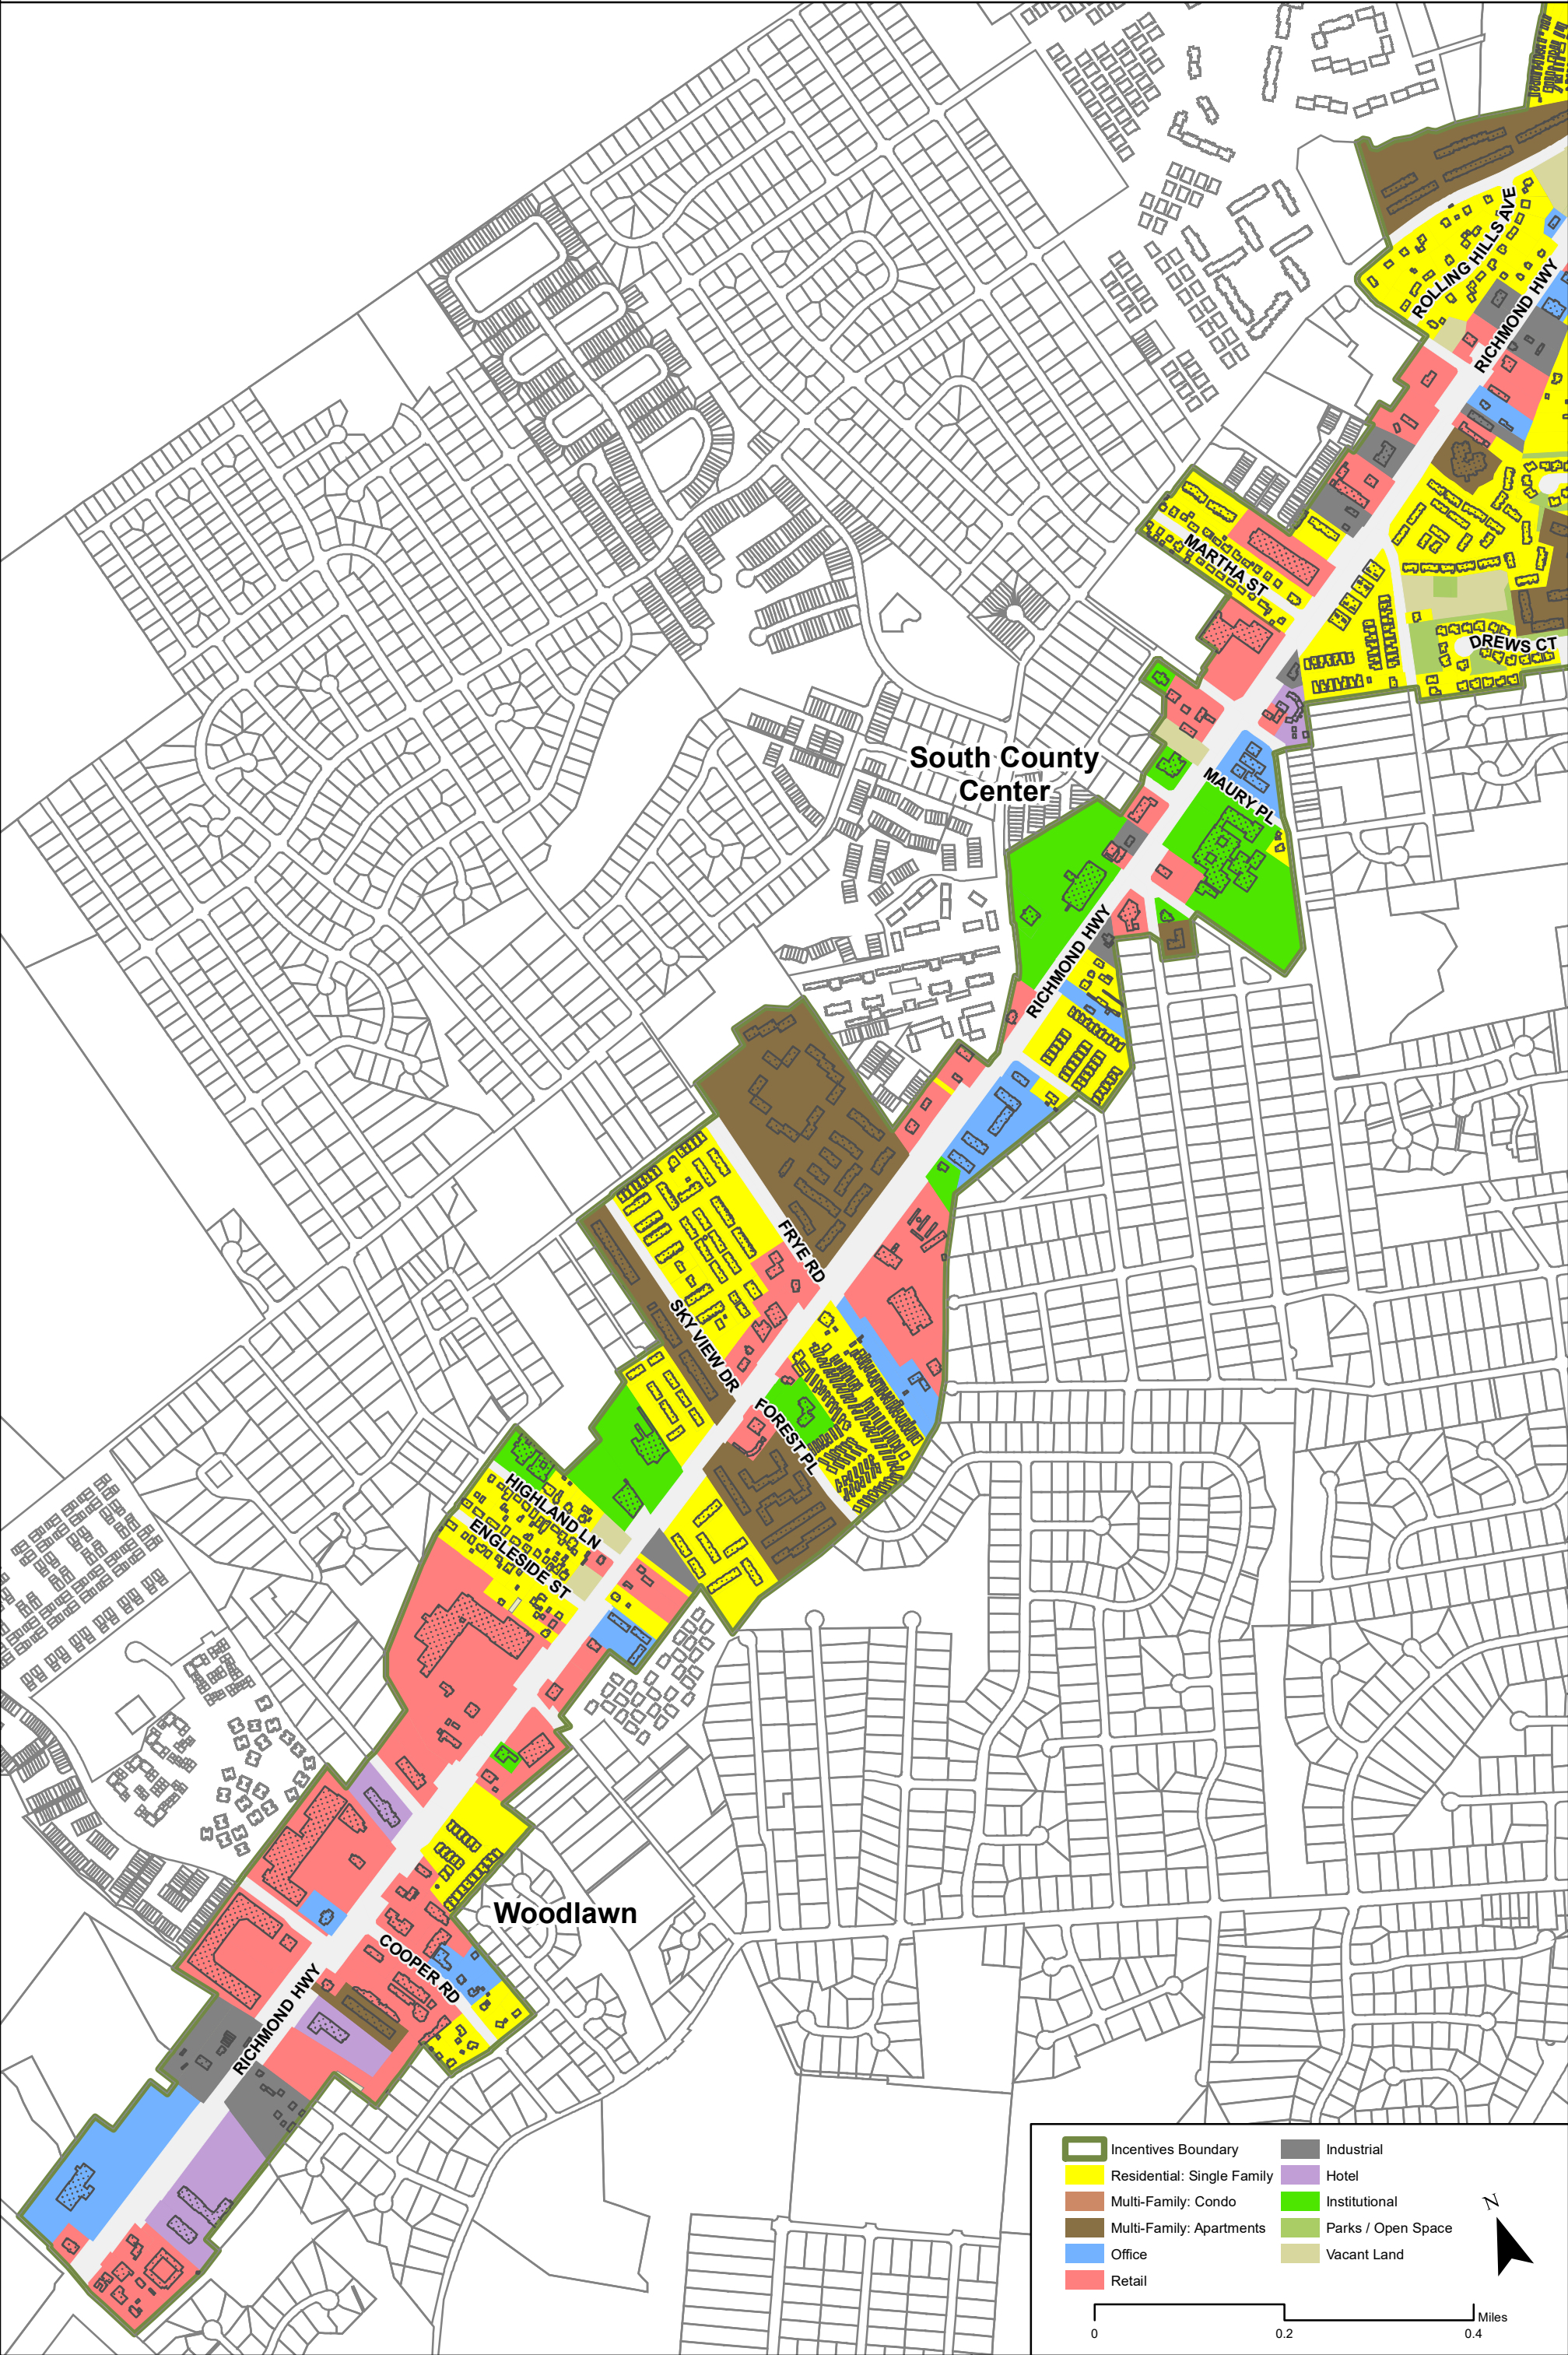 ROLLING HILLS AVE
RICHMOND HWY
MARTHA ST
DREWS CT
South County
Center
MAURY PL
RICHMOND HWY
FRYE RD
SKY VIEW DR
FOREST PL
HIGHLAND LN
ENGLESIDE ST
Woodlawn
COOPER RD
RICHMOND HWY
Incentives Boundary
Residential: Single Family
Multi-Family: Condo
Multi-Family: Apartments
Office
Retail
Industrial
Hotel
Institutional
Parks / Open Space
Vacant Land
N
Miles
0
0.2
0.4